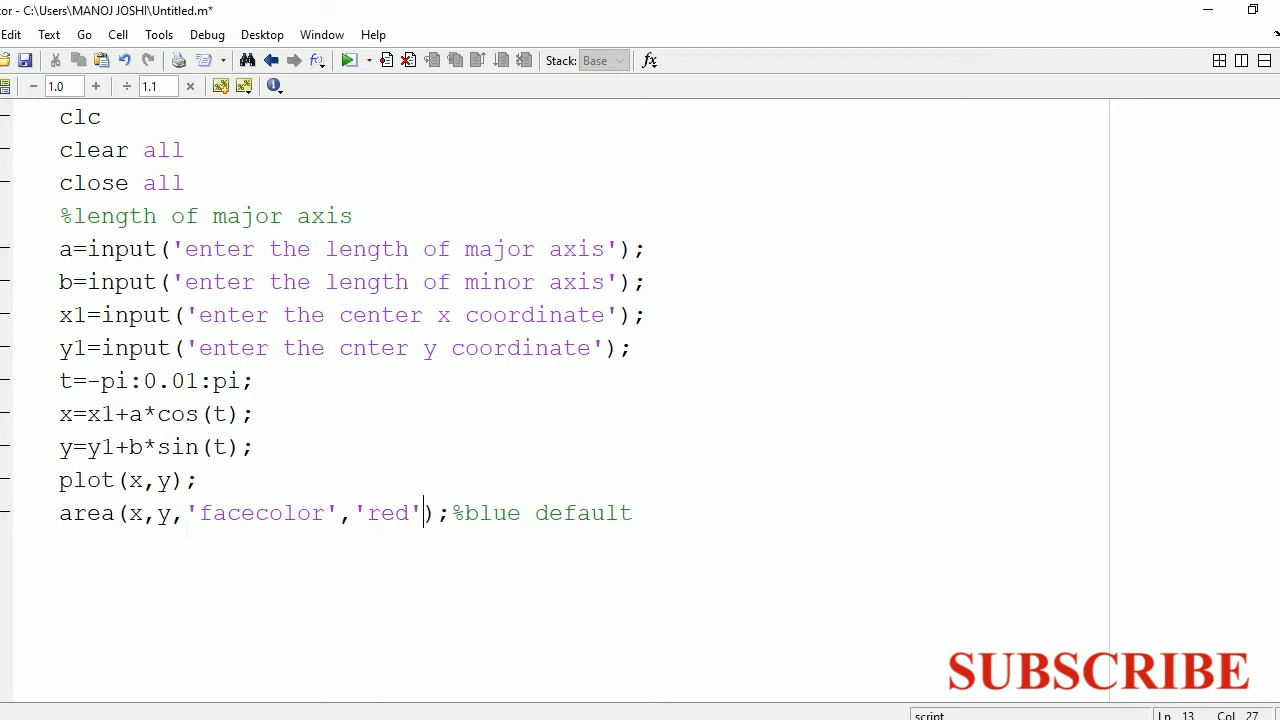 tor - C:\Users\MANOJ JOSHI\Untitled.m*
Edit Text Go Cell Tools Debug Desktop Window Help
Stack: Base fx
− 1.0 + ÷ 1.1 ×
clc
clear all
close all
%length of major axis
a=input('enter the length of major axis');
b=input('enter the length of minor axis');
x1=input('enter the center x coordinate');
y1=input('enter the cnter y coordinate');
t=-pi:0.01:pi;
x=x1+a*cos(t);
y=y1+b*sin(t);
plot(x,y);
area(x,y,'facecolor','red');%blue default
SUBSCRIBE
script Ln 13 Col 27